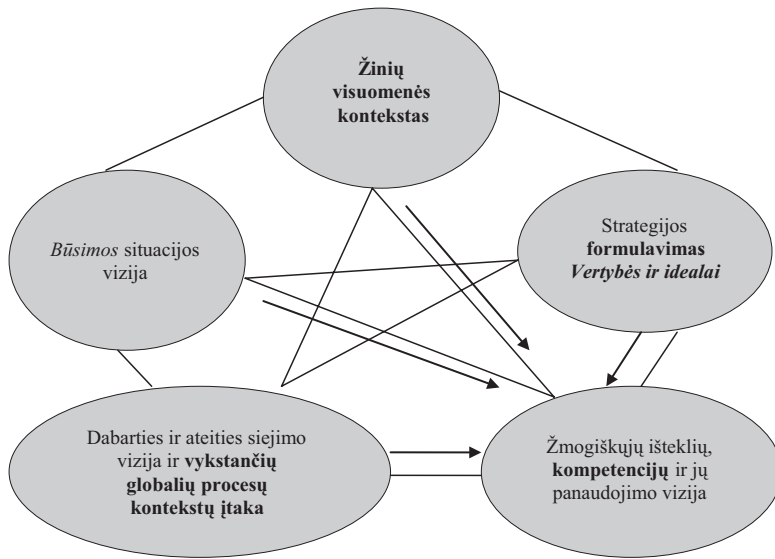 Žinių
visuomenės
kontekstas
Būsimos situacijos
vizija
Strategijos
formulavimas
Vertybės ir idealai
Dabarties ir ateities siejimo
vizija ir vykstančių
globalių procesų
kontekstų įtaka
Žmogiškųjų išteklių,
kompetencijų ir jų
panaudojimo vizija